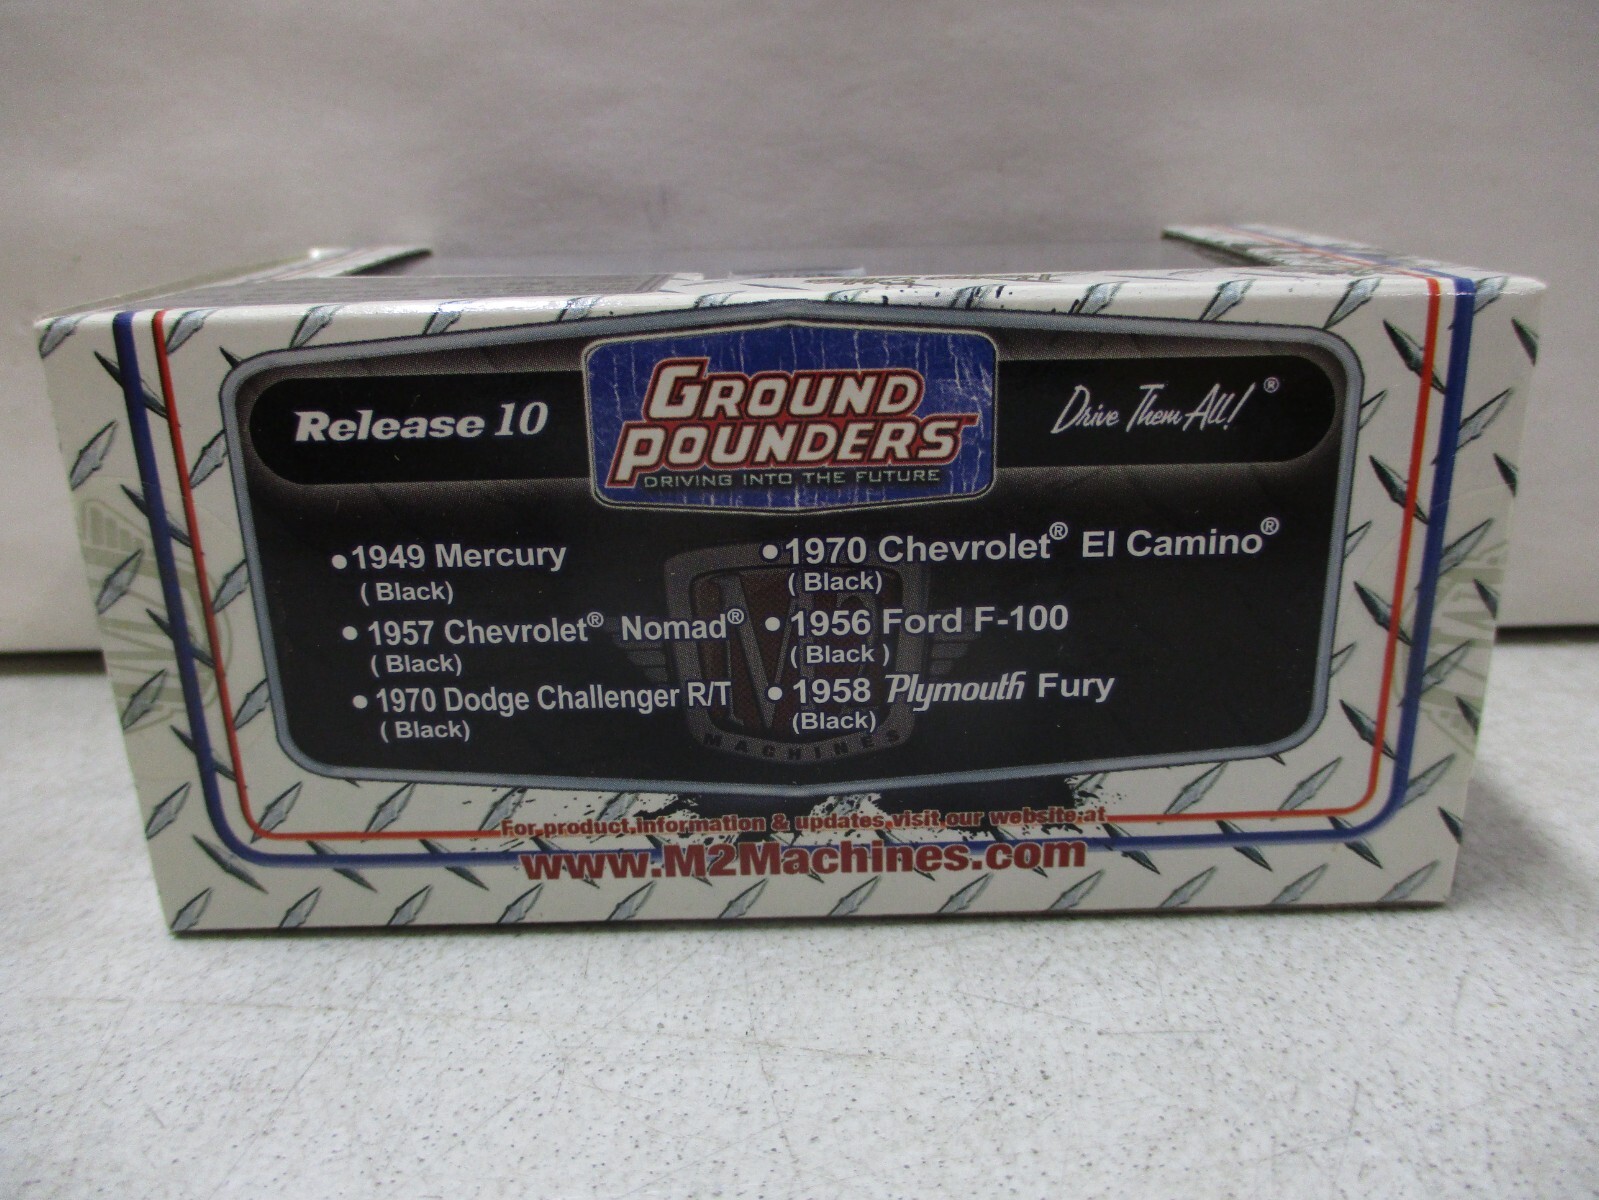 Release 10
GROUND
POUNDERS
DRIVING INTO THE FUTURE
Drive Them All!®
•1949 Mercury
( Black)
• 1957 Chevrolet® Nomad®
( Black)
• 1970 Dodge Challenger R/T
( Black)
• 1970 Chevrolet® El Camino®
( Black)
• 1956 Ford F-100
( Black )
• 1958 Plymouth Fury
(Black)
MACHINES
For product information & updates, visit our website at
www.M2Machines.com